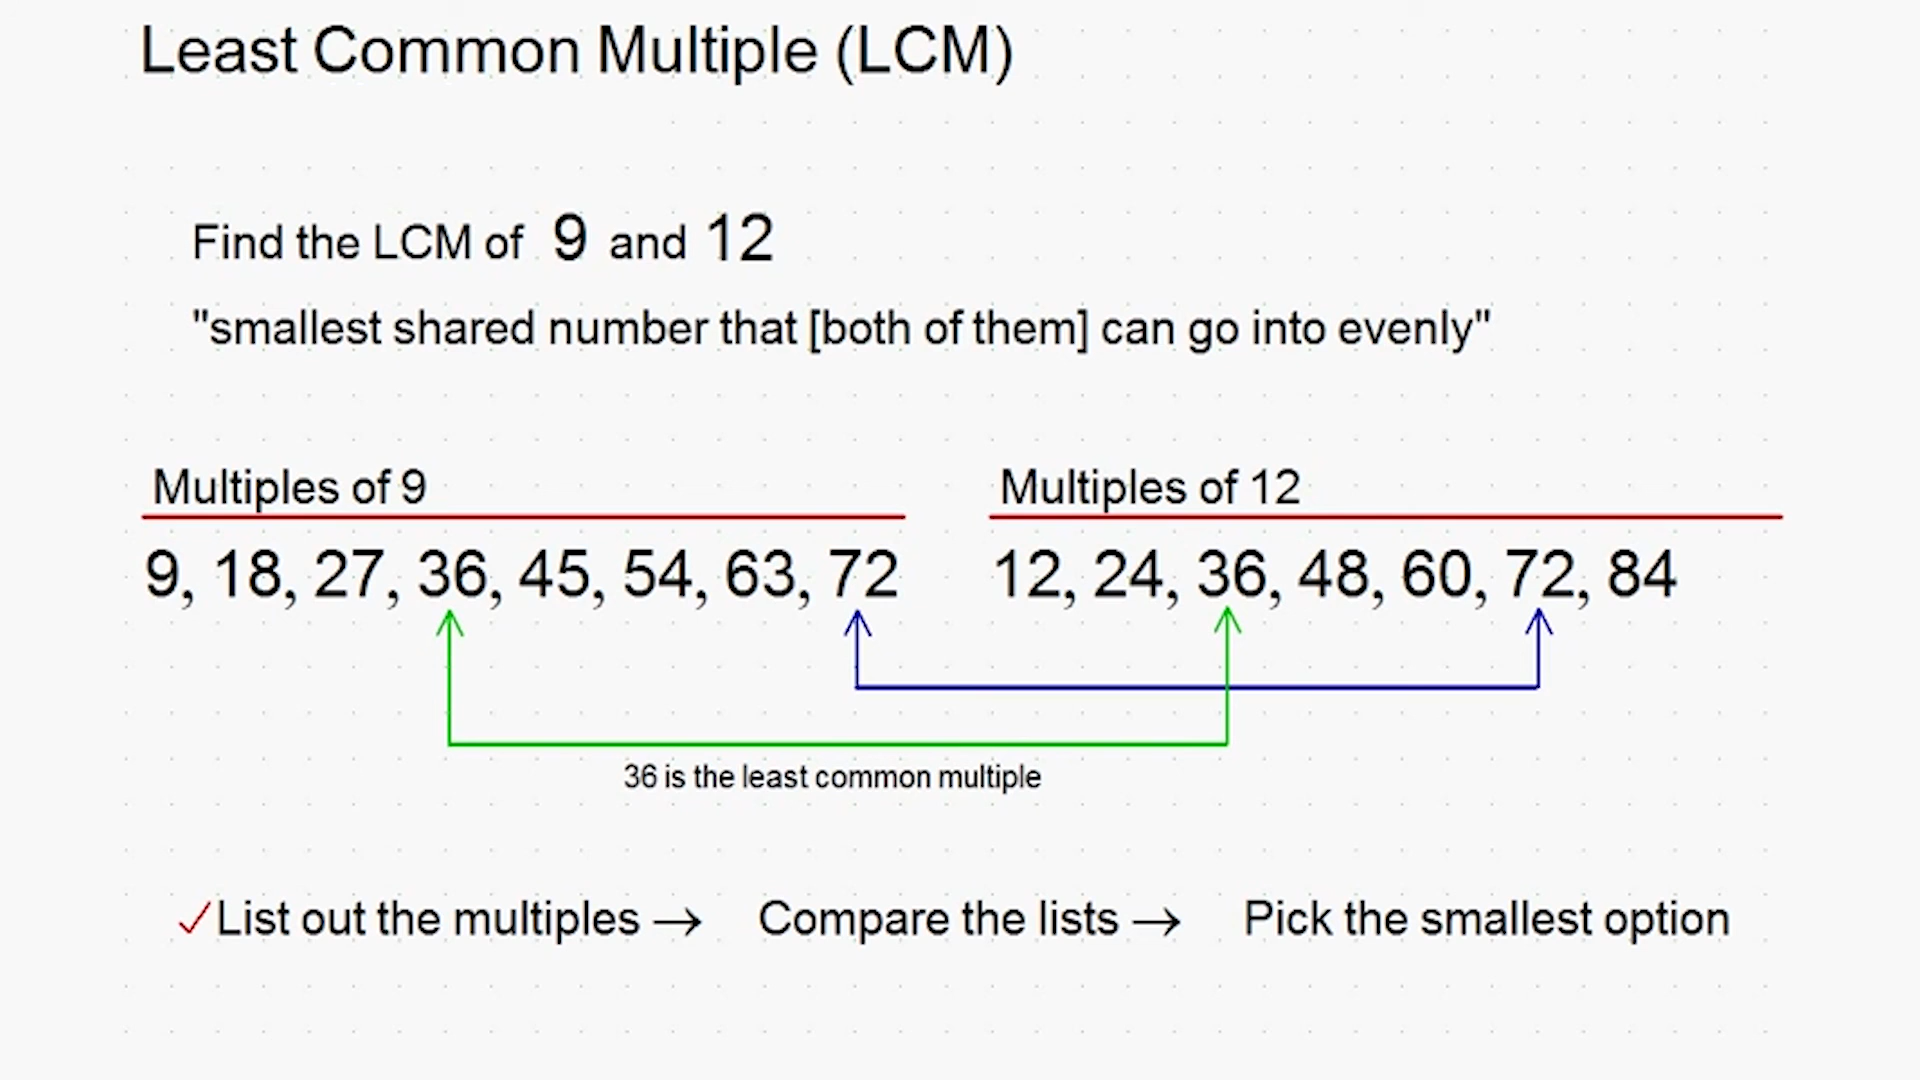 Least Common Multiple (LCM)
Find the LCM of 9 and 12
"smallest shared number that [both of them] can go into evenly"
Multiples of 9
9, 18, 27, 36, 45, 54, 63, 72
Multiples of 12
12, 24, 36, 48, 60, 72, 84
36 is the least common multiple
✓List out the multiples → Compare the lists → Pick the smallest option